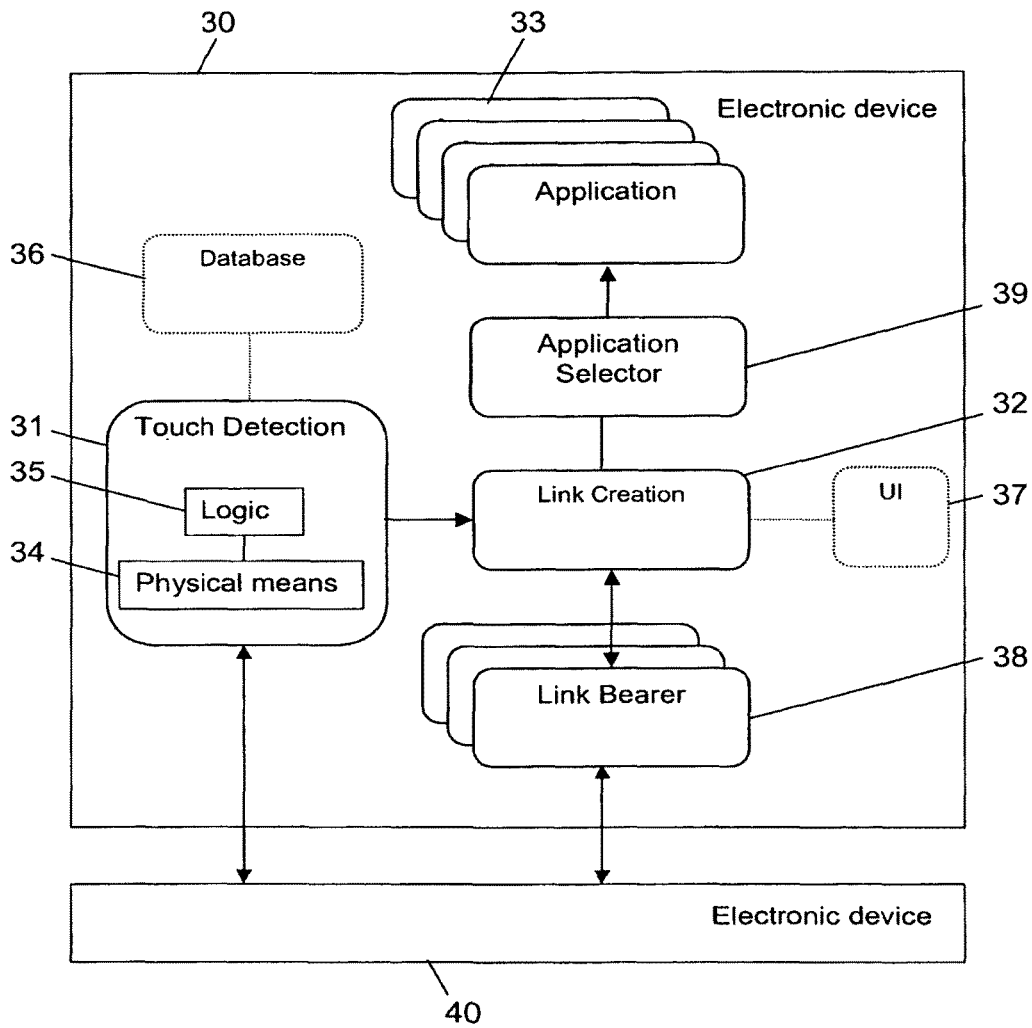 30
33
Electronic device
Application
36
Database
39
Application
Selector
32
31
Touch Detection
35
Logic
Link Creation
UI
37
34
Physical means
38
Link Bearer
Electronic device
40